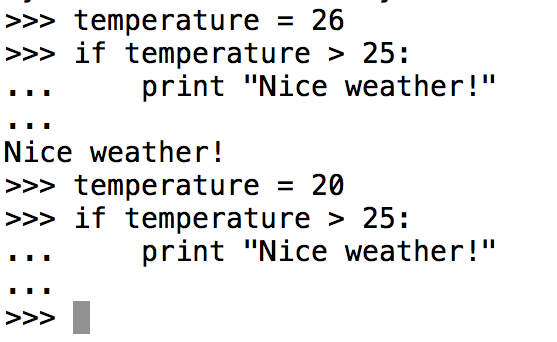 >>> temperature = 26
>>> if temperature > 25:
...     print "Nice weather!"
...
Nice weather!
>>> temperature = 20
>>> if temperature > 25:
...     print "Nice weather!"
...
>>>